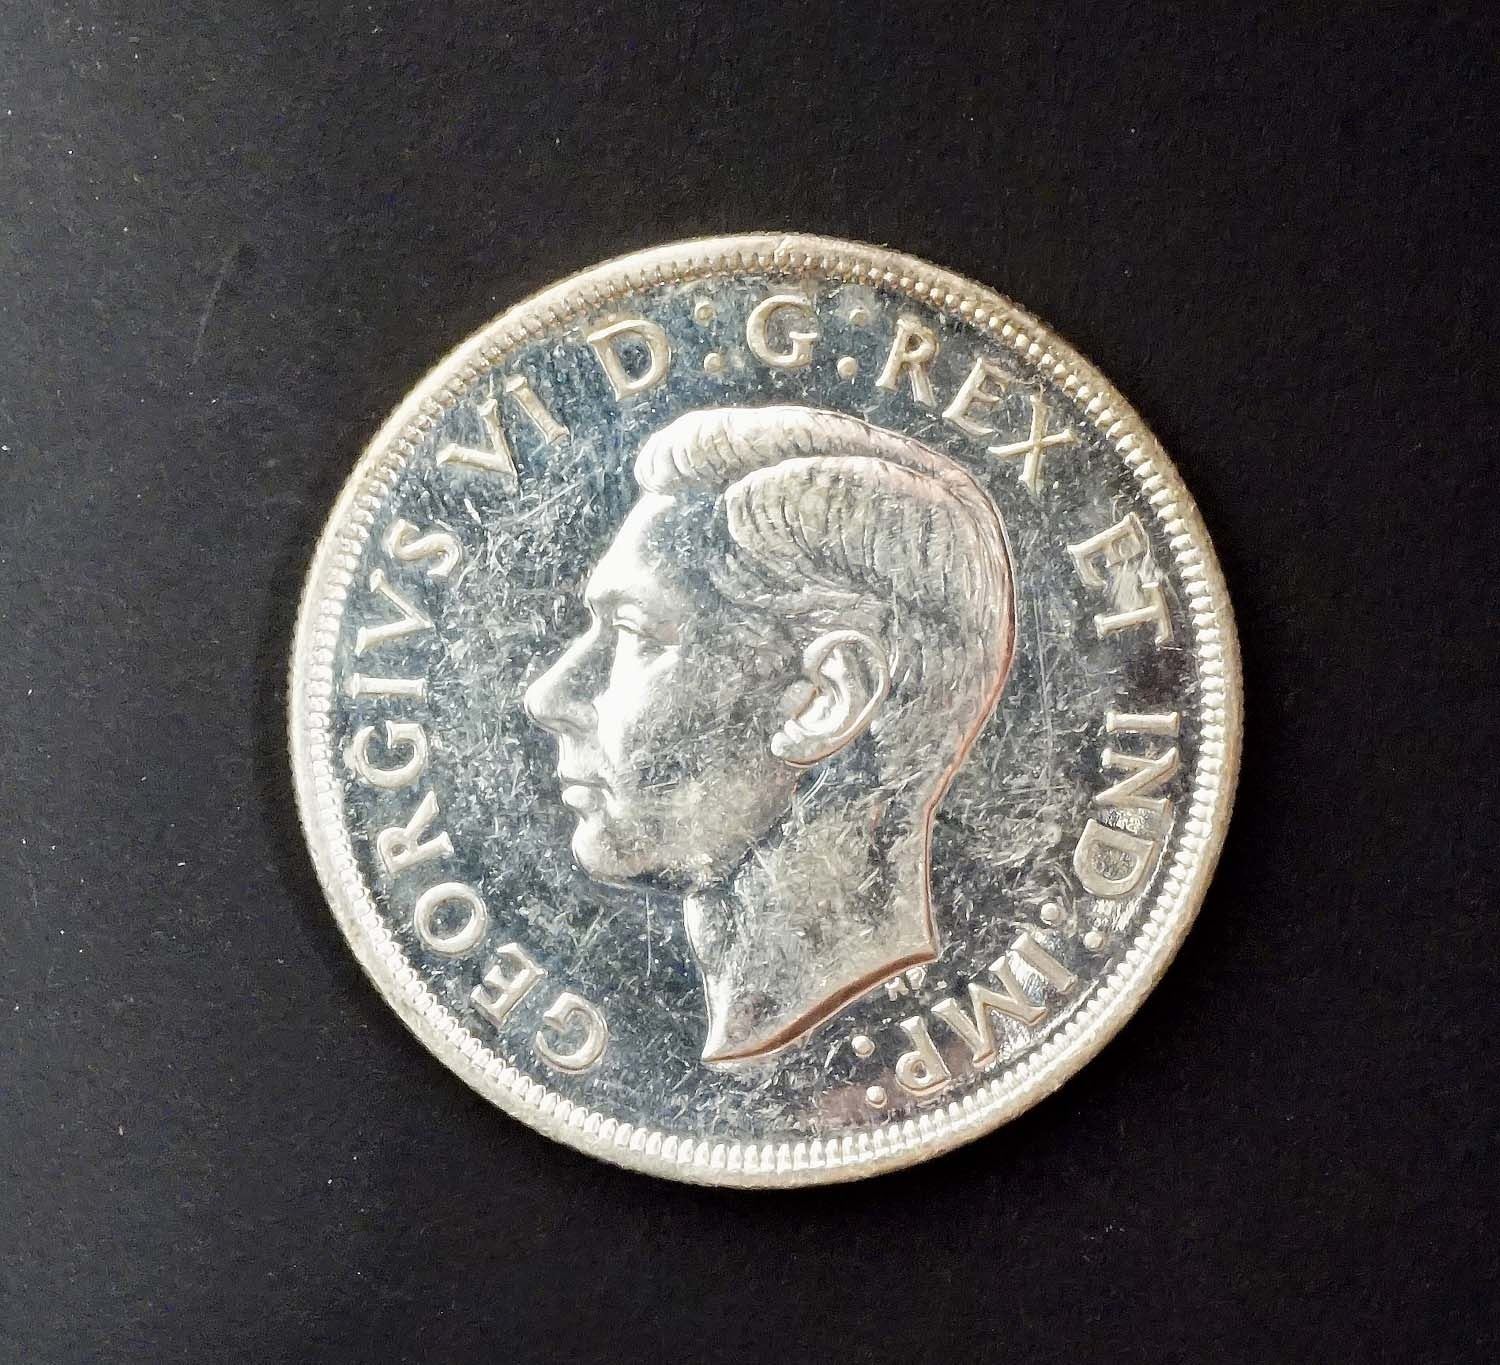 GEORGIVS VI D : G : REX ET IND : IMP :